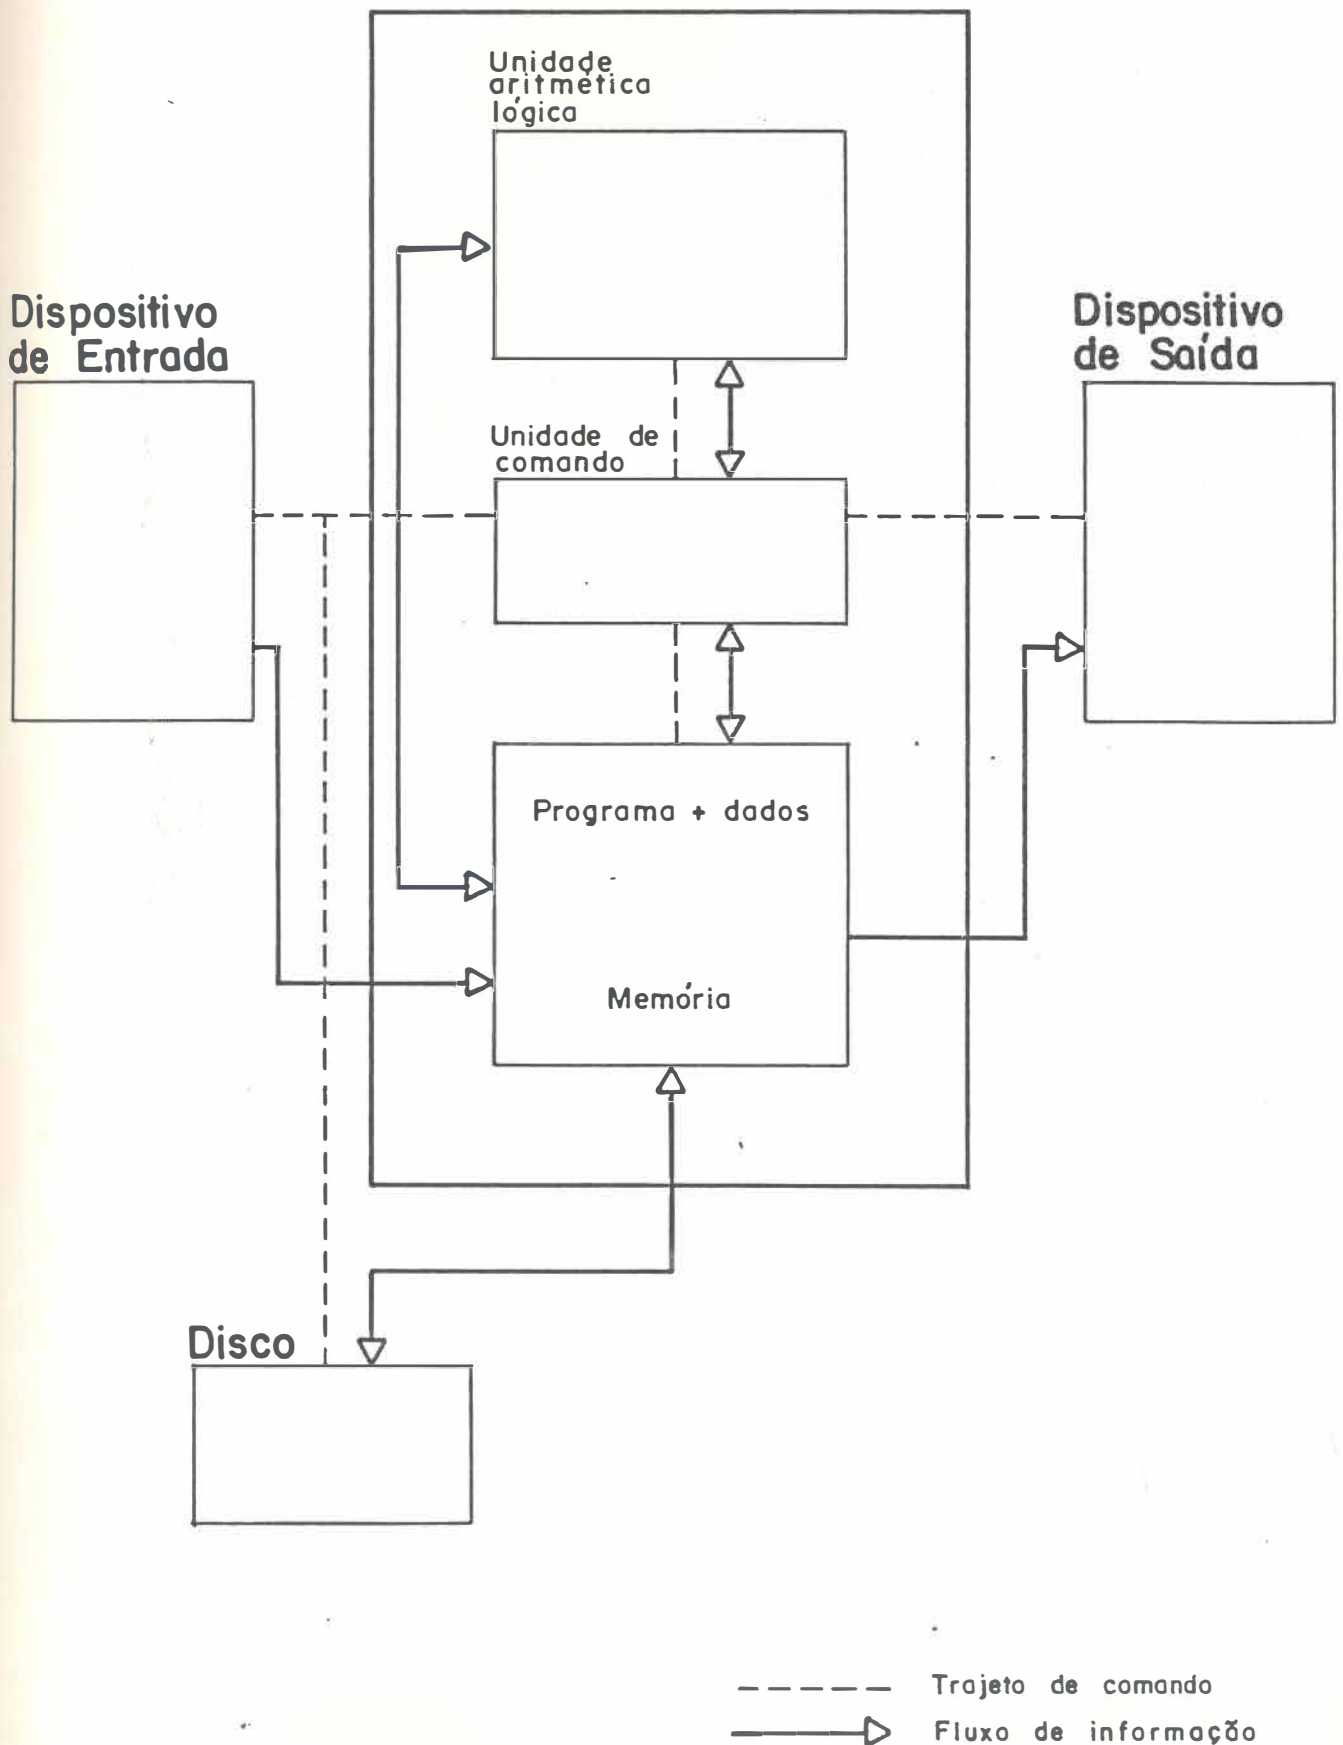 Unidade
aritmética
lógica
Dispositivo
de Entrada
Dispositivo
de Saída
Unidade de
comando
Programa + dados
Memória
Disco
Trajeto de comando
Fluxo de informação